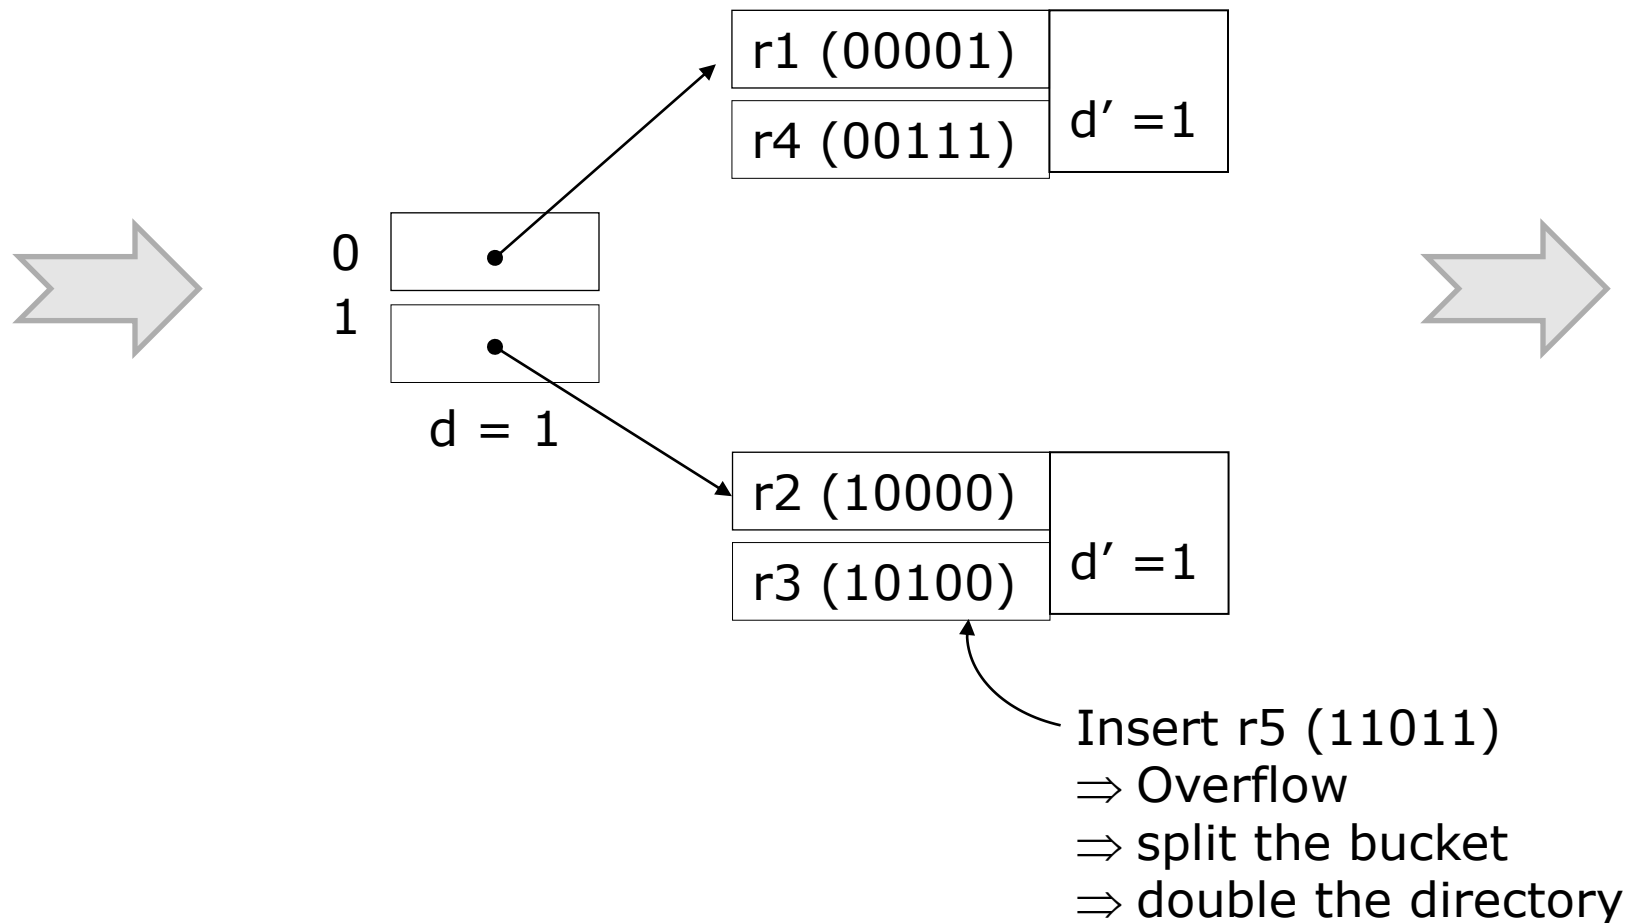 r1 (00001)
r4 (00111)
d′ =1
0
1
d = 1
r2 (10000)
r3 (10100)
d′ =1
Insert r5 (11011)
⇒ Overflow
⇒ split the bucket
⇒ double the directory